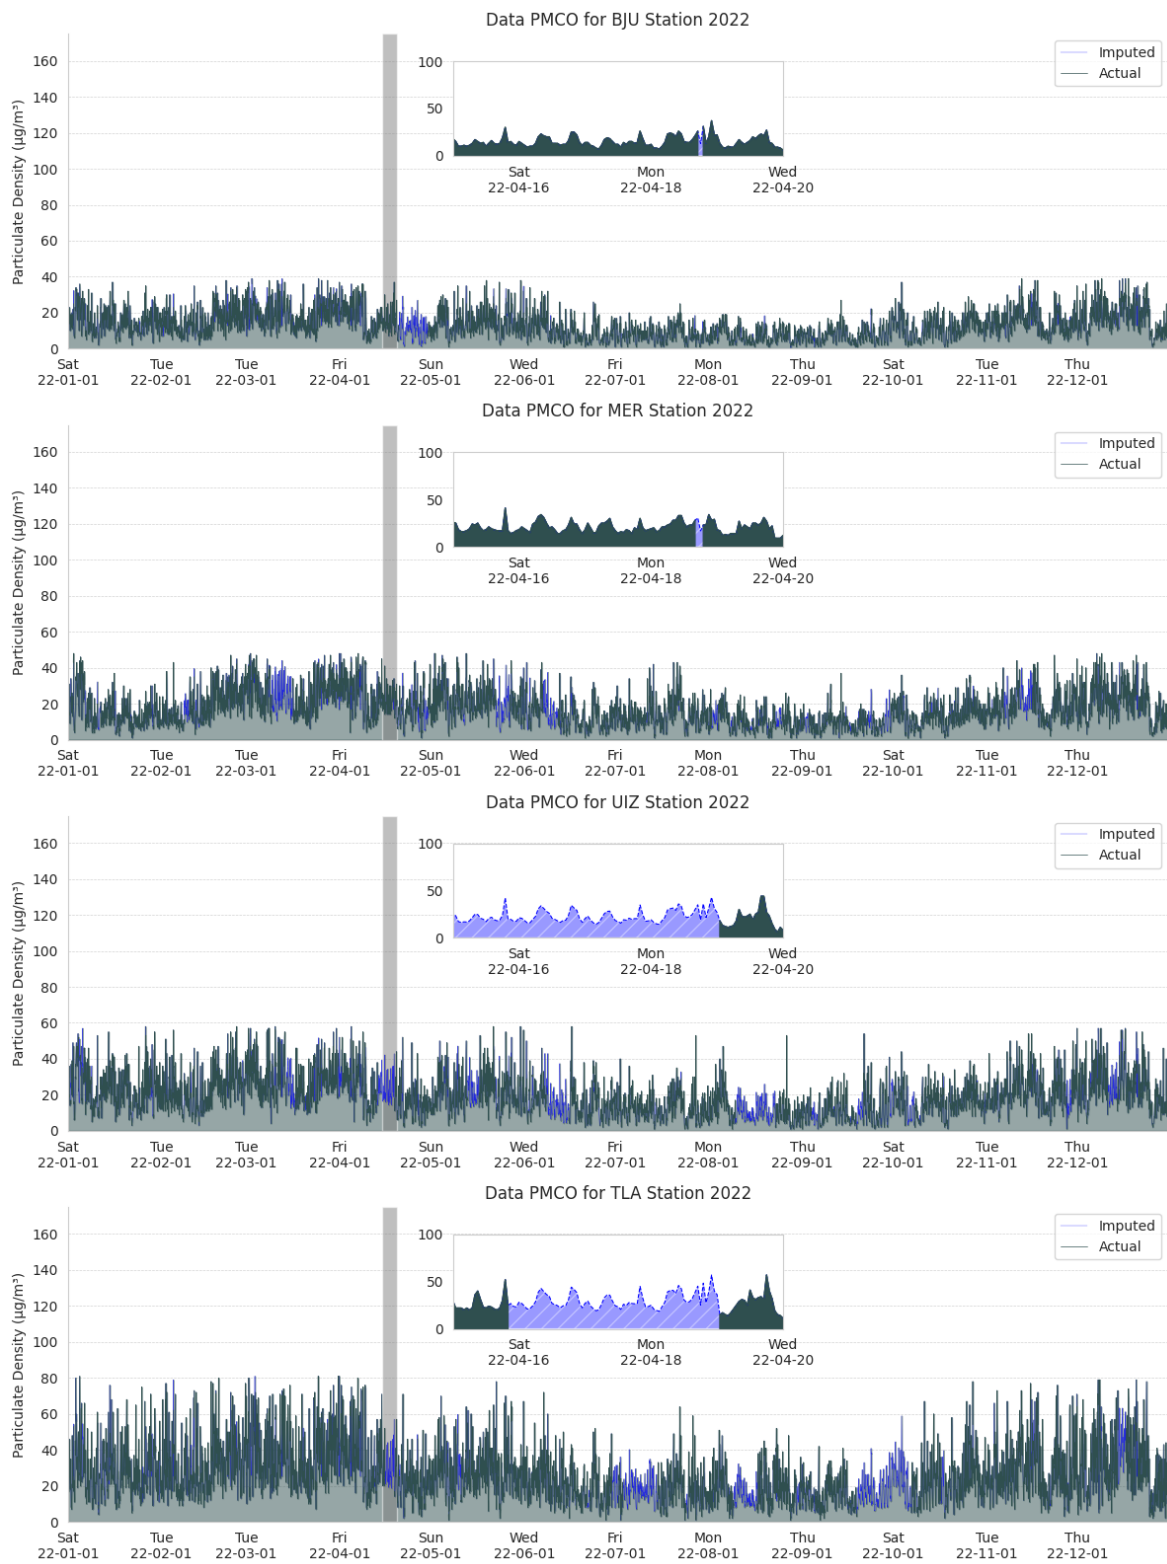 Data PMCO for BJU Station 2022
Particulate Density (µg/m³)
160
140
120
100
80
60
40
20
0
Imputed
Actual
100
50
0
Sat Mon Wed
22-04-16 22-04-18 22-04-20
Sat Tue Tue Fri Sun Wed Fri Mon Thu Sat Tue Thu
22-01-01 22-02-01 22-03-01 22-04-01 22-05-01 22-06-01 22-07-01 22-08-01 22-09-01 22-10-01 22-11-01 22-12-01
Data PMCO for MER Station 2022
Particulate Density (µg/m³)
160
140
120
100
80
60
40
20
0
Imputed
Actual
100
50
0
Sat Mon Wed
22-04-16 22-04-18 22-04-20
Sat Tue Tue Fri Sun Wed Fri Mon Thu Sat Tue Thu
22-01-01 22-02-01 22-03-01 22-04-01 22-05-01 22-06-01 22-07-01 22-08-01 22-09-01 22-10-01 22-11-01 22-12-01
Data PMCO for UIZ Station 2022
Particulate Density (µg/m³)
160
140
120
100
80
60
40
20
0
Imputed
Actual
100
50
0
Sat Mon Wed
22-04-16 22-04-18 22-04-20
Sat Tue Tue Fri Sun Wed Fri Mon Thu Sat Tue Thu
22-01-01 22-02-01 22-03-01 22-04-01 22-05-01 22-06-01 22-07-01 22-08-01 22-09-01 22-10-01 22-11-01 22-12-01
Data PMCO for TLA Station 2022
Particulate Density (µg/m³)
160
140
120
100
80
60
40
20
0
Imputed
Actual
100
50
0
Sat Mon Wed
22-04-16 22-04-18 22-04-20
Sat Tue Tue Fri Sun Wed Fri Mon Thu Sat Tue Thu
22-01-01 22-02-01 22-03-01 22-04-01 22-05-01 22-06-01 22-07-01 22-08-01 22-09-01 22-10-01 22-11-01 22-12-01